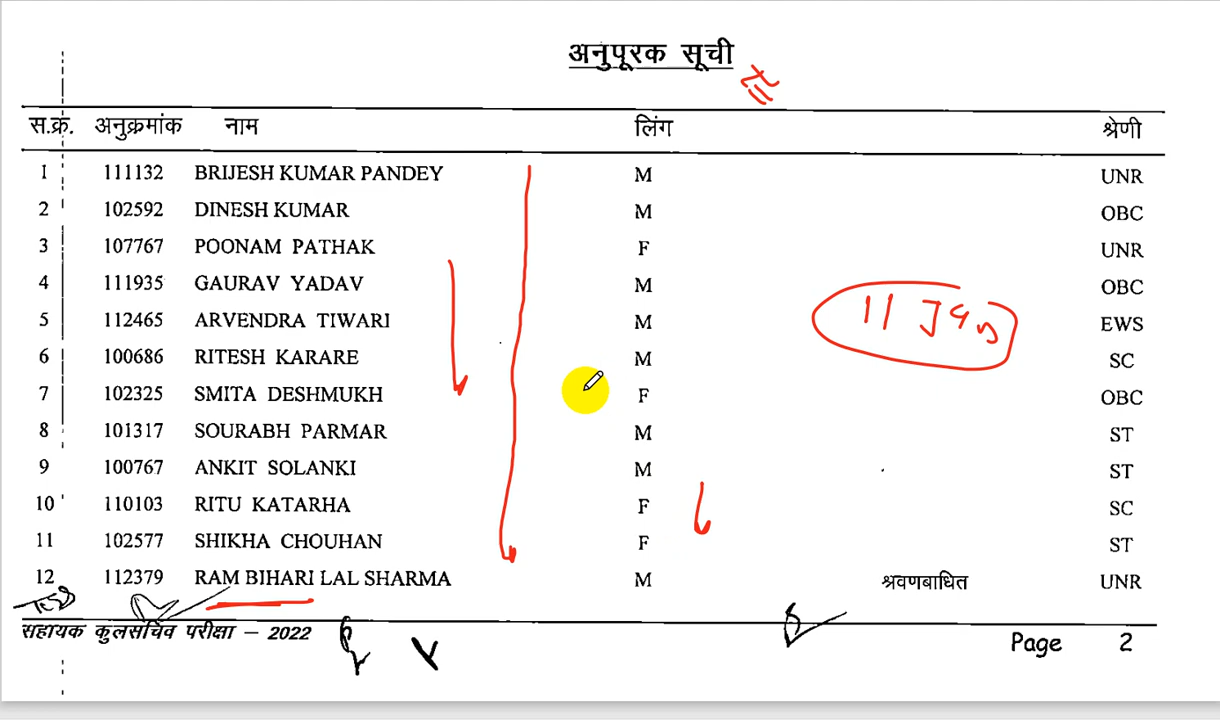 अनुपूरक सूची
स.क्र. अनुक्रमांक नाम लिंग श्रेणी
1 111132 BRIJESH KUMAR PANDEY M UNR
2 102592 DINESH KUMAR M OBC
3 107767 POONAM PATHAK F UNR
4 111935 GAURAV YADAV M OBC
5 112465 ARVENDRA TIWARI M EWS
6 100686 RITESH KARARE M SC
7 102325 SMITA DESHMUKH F OBC
8 101317 SOURABH PARMAR M ST
9 100767 ANKIT SOLANKI M ST
10 110103 RITU KATARHA F SC
11 102577 SHIKHA CHOUHAN F ST
12 112379 RAM BIHARI LAL SHARMA M श्रवणबाधित UNR
सहायक कुलसचिव परीक्षा – 2022
Page 2
11 Jan